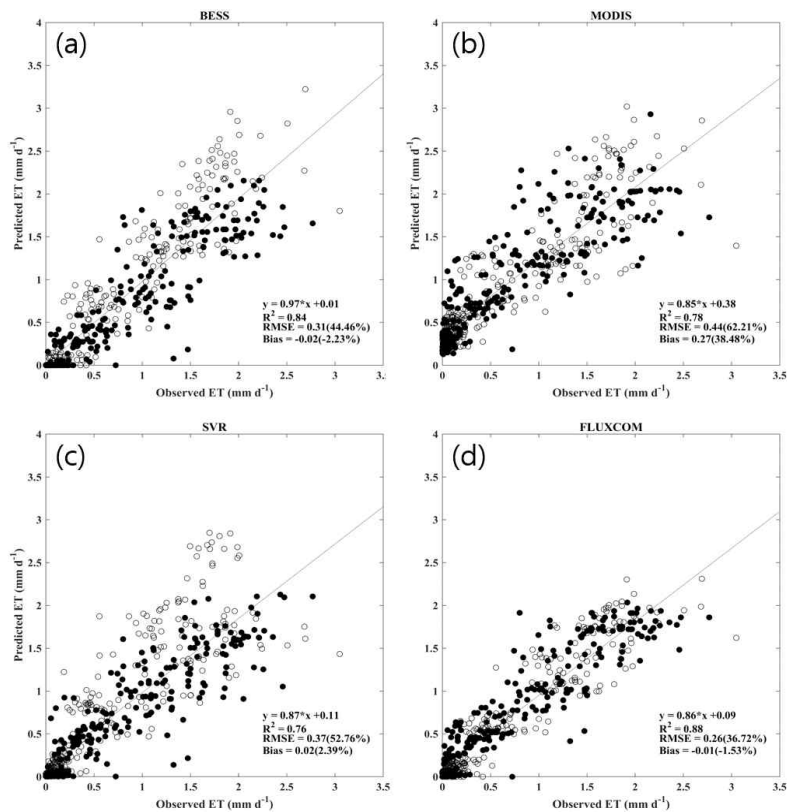 BESS
(a)
4
3.5
3
2.5
2
1.5
1
0.5
0
Predicted ET (mm d⁻¹)
y = 0.97*x +0.01
R² = 0.84
RMSE = 0.31(44.46%)
Bias = -0.02(-2.23%)
0 0.5 1 1.5 2 2.5 3 3.5
Observed ET (mm d⁻¹)
MODIS
(b)
4
3.5
3
2.5
2
1.5
1
0.5
0
Predicted ET (mm d⁻¹)
y = 0.85*x +0.38
R² = 0.78
RMSE = 0.44(62.21%)
Bias = 0.27(38.48%)
0 0.5 1 1.5 2 2.5 3 3.5
Observed ET (mm d⁻¹)
SVR
(c)
4
3.5
3
2.5
2
1.5
1
0.5
0
Predicted ET (mm d⁻¹)
y = 0.87*x +0.11
R² = 0.76
RMSE = 0.37(52.76%)
Bias = 0.02(2.39%)
0 0.5 1 1.5 2 2.5 3 3.5
Observed ET (mm d⁻¹)
FLUXCOM
(d)
4
3.5
3
2.5
2
1.5
1
0.5
0
Predicted ET (mm d⁻¹)
y = 0.86*x +0.09
R² = 0.88
RMSE = 0.26(36.72%)
Bias = -0.01(-1.53%)
0 0.5 1 1.5 2 2.5 3 3.5
Observed ET (mm d⁻¹)